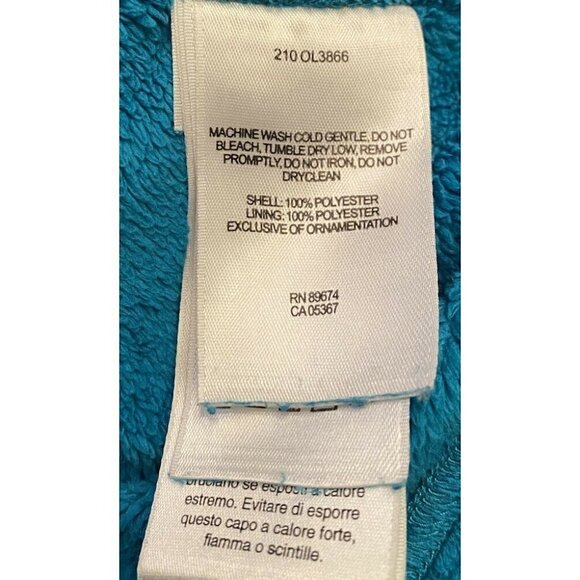 210 OL3866
MACHINE WASH COLD GENTLE, DO NOT
BLEACH, TUMBLE DRY LOW, REMOVE
PROMPTLY, DO NOT IRON, DO NOT
DRYCLEAN
SHELL: 100% POLYESTER
LINING: 100% POLYESTER
EXCLUSIVE OF ORNAMENTATION
RN 89674
CA 05367
bruciano se esposti a calore
estremo. Evitare di esporre
questo capo a calore forte,
fiamma o scintille.